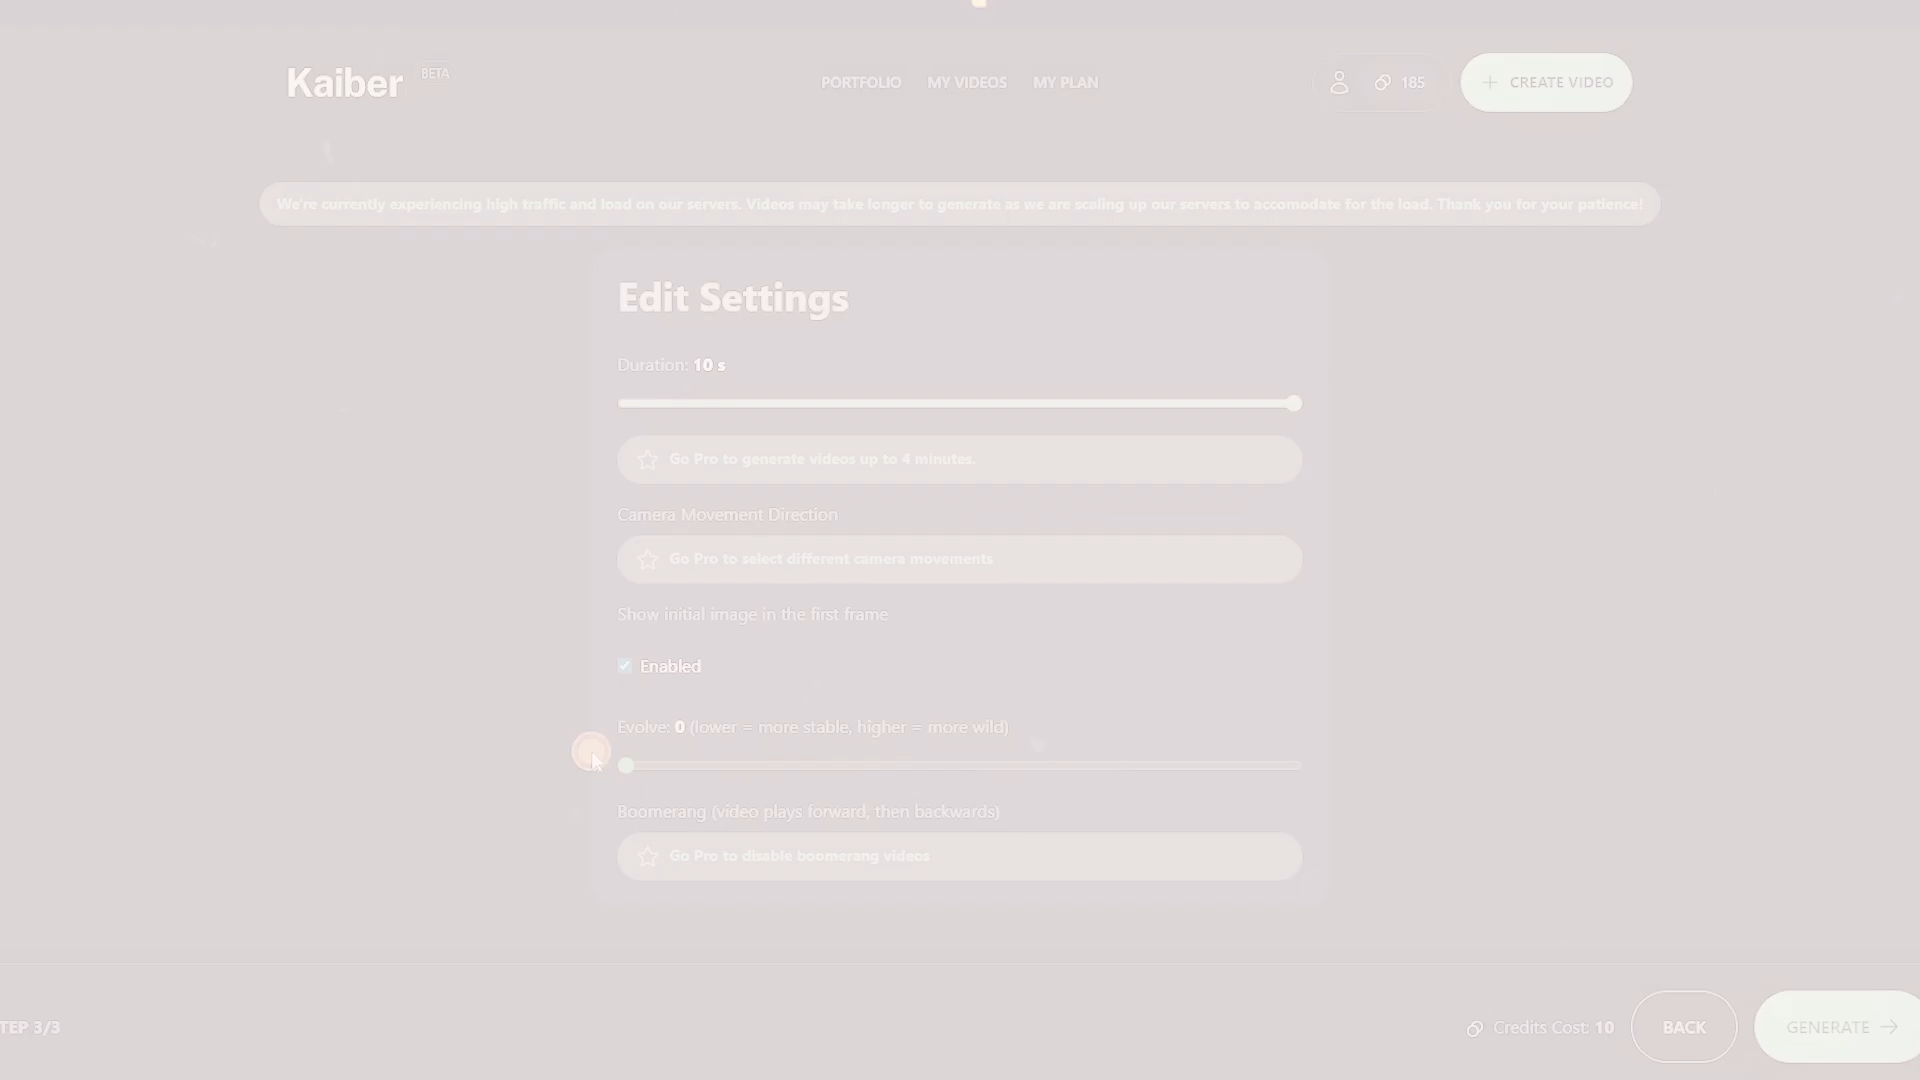 Kaiber BETA
PORTFOLIO MY VIDEOS MY PLAN
185
CREATE VIDEO
We're currently experiencing high traffic and load on our servers. Videos may take longer to generate as we are scaling up our servers to accomodate for the load. Thank you for your patience!
Edit Settings
Duration: 10 s
Go Pro to generate videos up to 4 minutes.
Camera Movement Direction
Go Pro to select different camera movements
Show initial image in the first frame
Enabled
Evolve: 0 (lower = more stable, higher = more wild)
Boomerang (video plays forward, then backwards)
Go Pro to disable boomerang videos
TEP 3/3
Credits Cost: 10
BACK
GENERATE